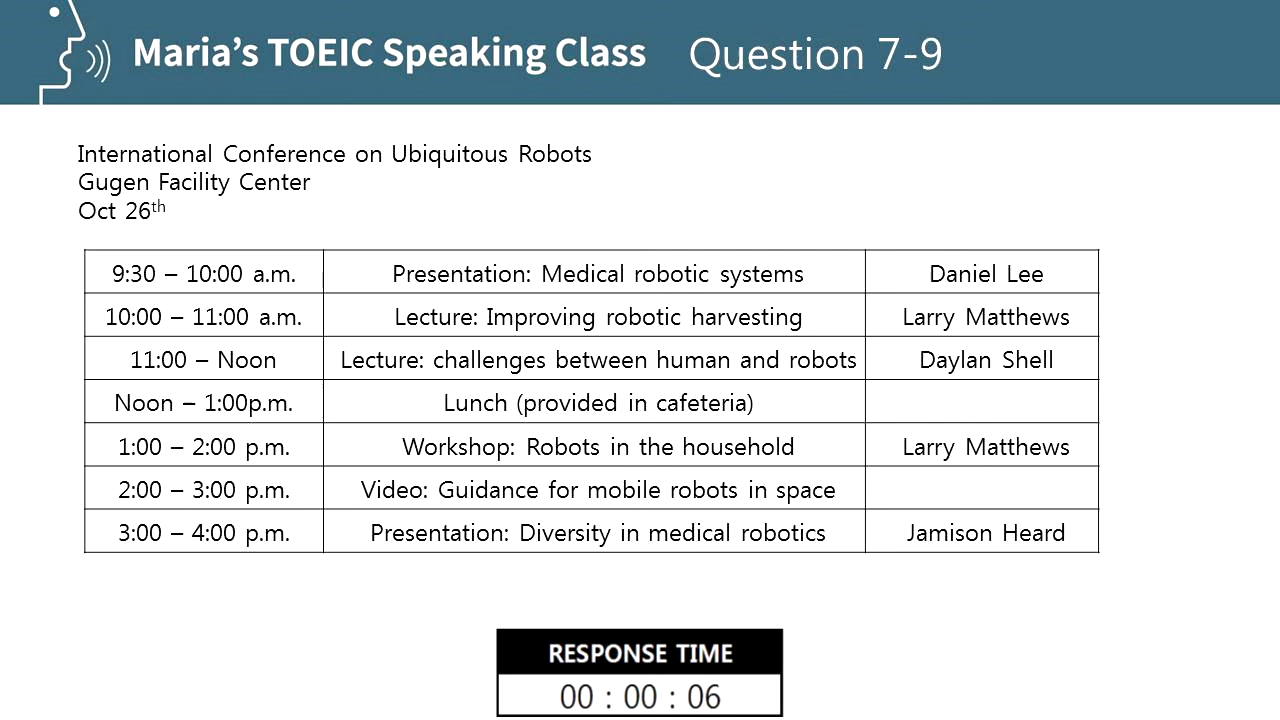 Maria's TOEIC Speaking Class Question 7-9
International Conference on Ubiquitous Robots
Gugen Facility Center
Oct 26th
9:30 – 10:00 a.m. Presentation: Medical robotic systems Daniel Lee
10:00 – 11:00 a.m. Lecture: Improving robotic harvesting Larry Matthews
11:00 – Noon Lecture: challenges between human and robots Daylan Shell
Noon – 1:00p.m. Lunch (provided in cafeteria)
1:00 – 2:00 p.m. Workshop: Robots in the household Larry Matthews
2:00 – 3:00 p.m. Video: Guidance for mobile robots in space
3:00 – 4:00 p.m. Presentation: Diversity in medical robotics Jamison Heard
RESPONSE TIME
00 : 00 : 06